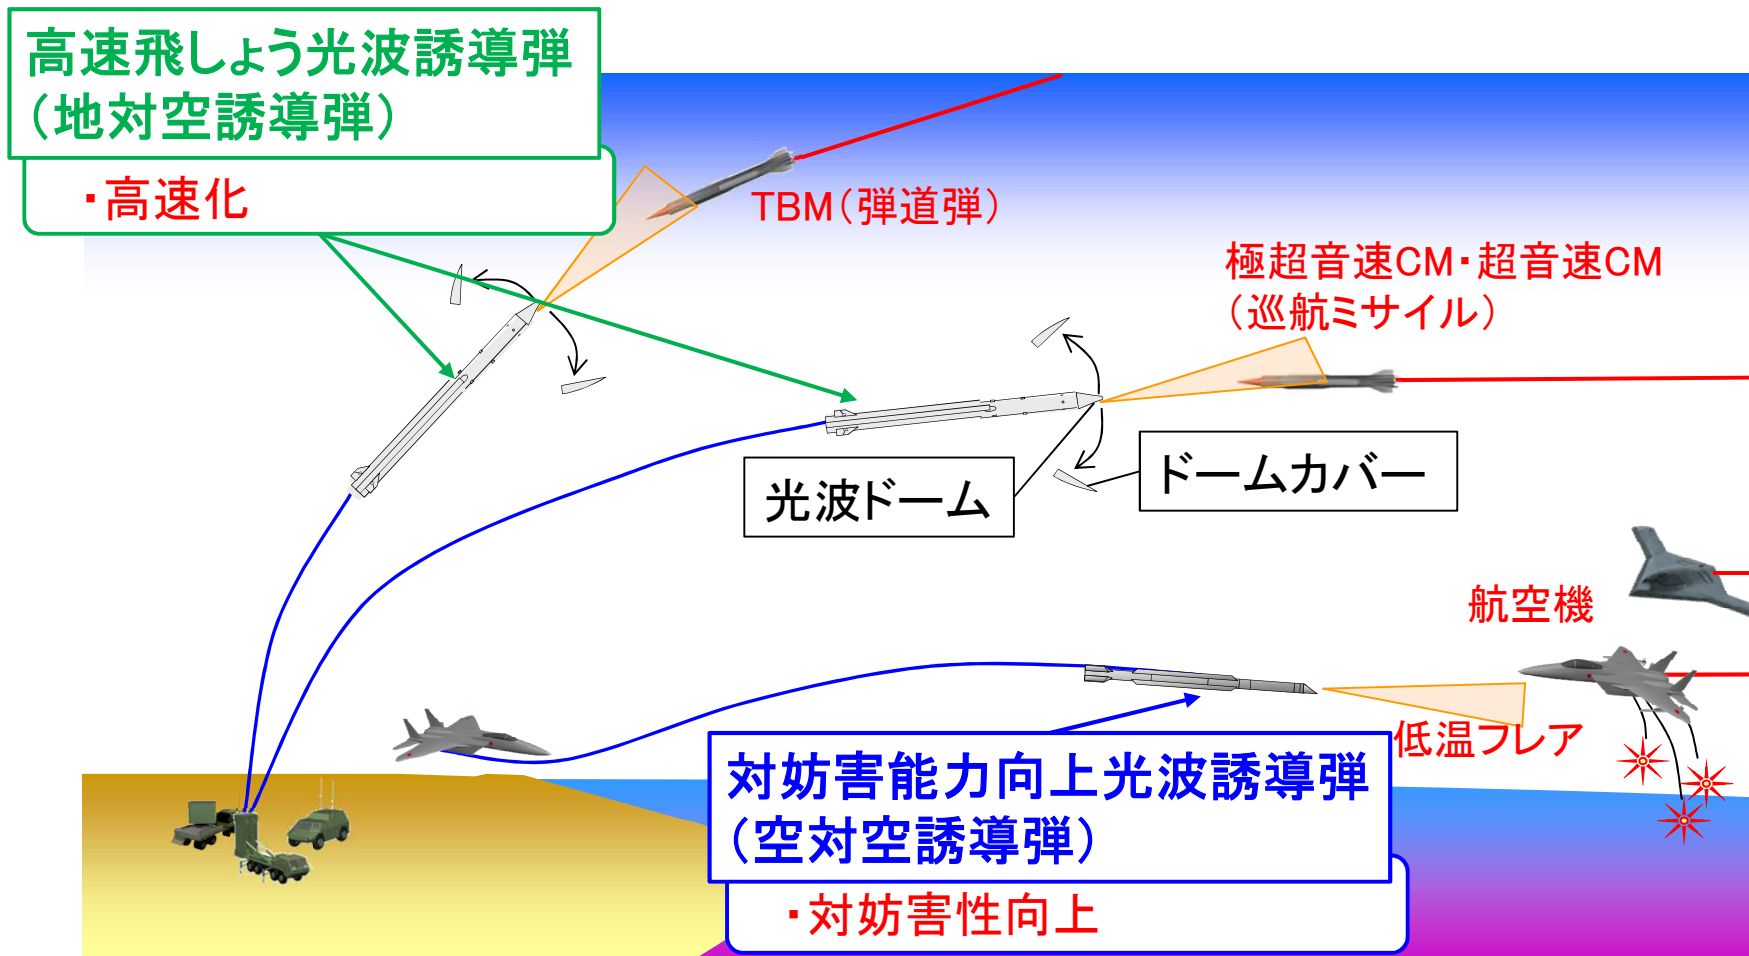 高速飛しょう光波誘導弾
（地対空誘導弾）
・高速化
TBM（弾道弾）
極超音速CM・超音速CM
（巡航ミサイル）
光波ドーム
ドームカバー
航空機
低温フレア
対妨害能力向上光波誘導弾
（空対空誘導弾）
・対妨害性向上